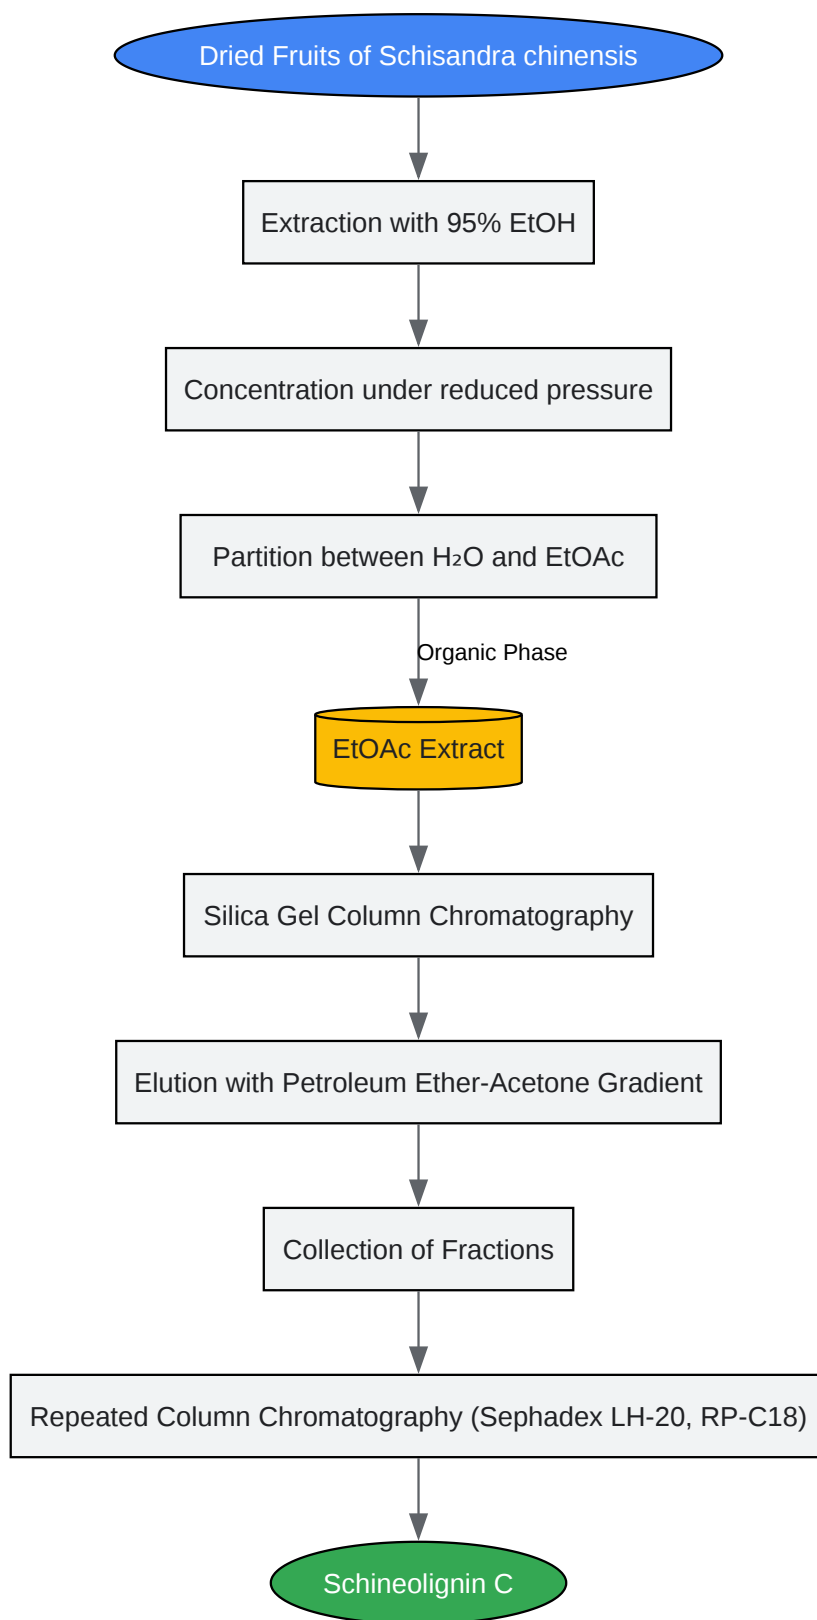 Dried Fruits of Schisandra chinensis
Extraction with 95% EtOH
Concentration under reduced pressure
Partition between H₂O and EtOAc
Organic Phase
EtOAc Extract
Silica Gel Column Chromatography
Elution with Petroleum Ether-Acetone Gradient
Collection of Fractions
Repeated Column Chromatography (Sephadex LH-20, RP-C18)
Schineolignin C